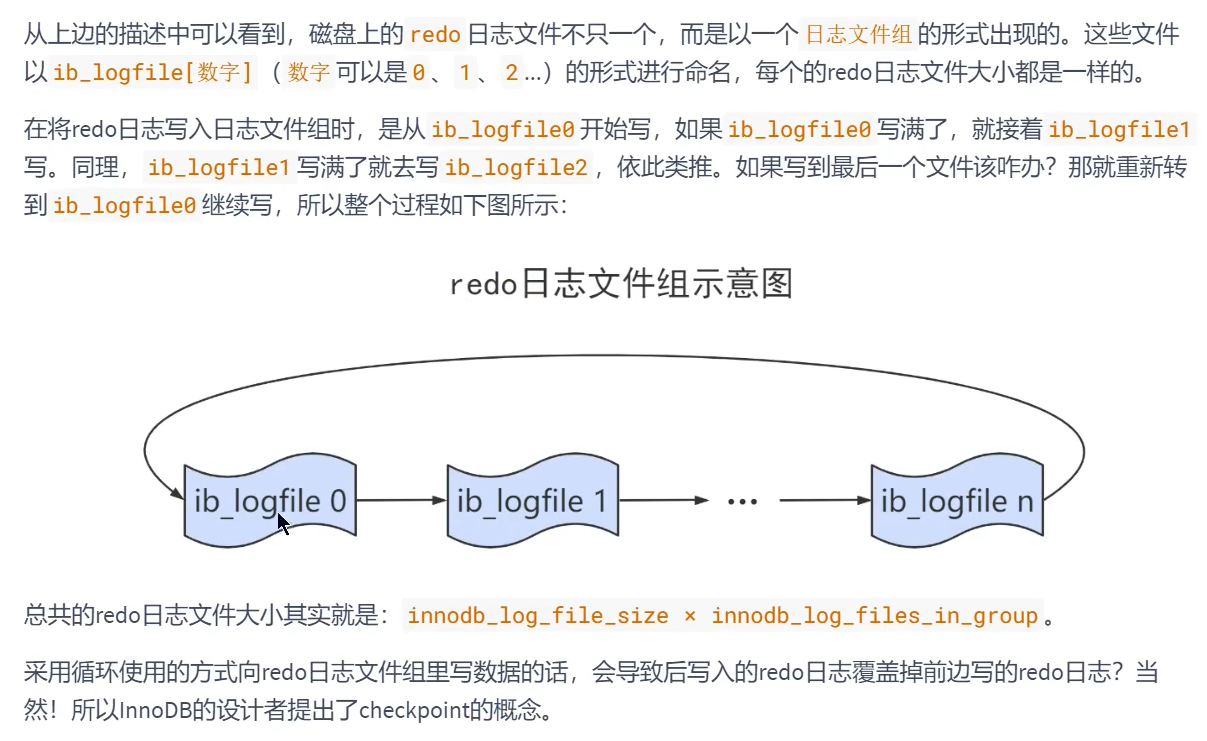 从上边的描述中可以看到，磁盘上的 redo 日志文件不只一个，而是以一个 日志文件组 的形式出现的。这些文件
以 ib_logfile[数字] （ 数字 可以是 0 、 1 、 2 …）的形式进行命名，每个的redo日志文件大小都是一样的。
在将redo日志写入日志文件组时，是从 ib_logfile0 开始写，如果 ib_logfile0 写满了，就接着 ib_logfile1
写。同理， ib_logfile1 写满了就去写 ib_logfile2 ，依此类推。如果写到最后一个文件该咋办？那就重新转
到 ib_logfile0 继续写，所以整个过程如下图所示：
redo日志文件组示意图
ib_logfile 0
ib_logfile 1
...
ib_logfile n
总共的redo日志文件大小其实就是： innodb_log_file_size × innodb_log_files_in_group 。
采用循环使用的方式向redo日志文件组里写数据的话，会导致后写入的redo日志覆盖掉前边写的redo日志？当
然！所以InnoDB的设计者提出了checkpoint的概念。